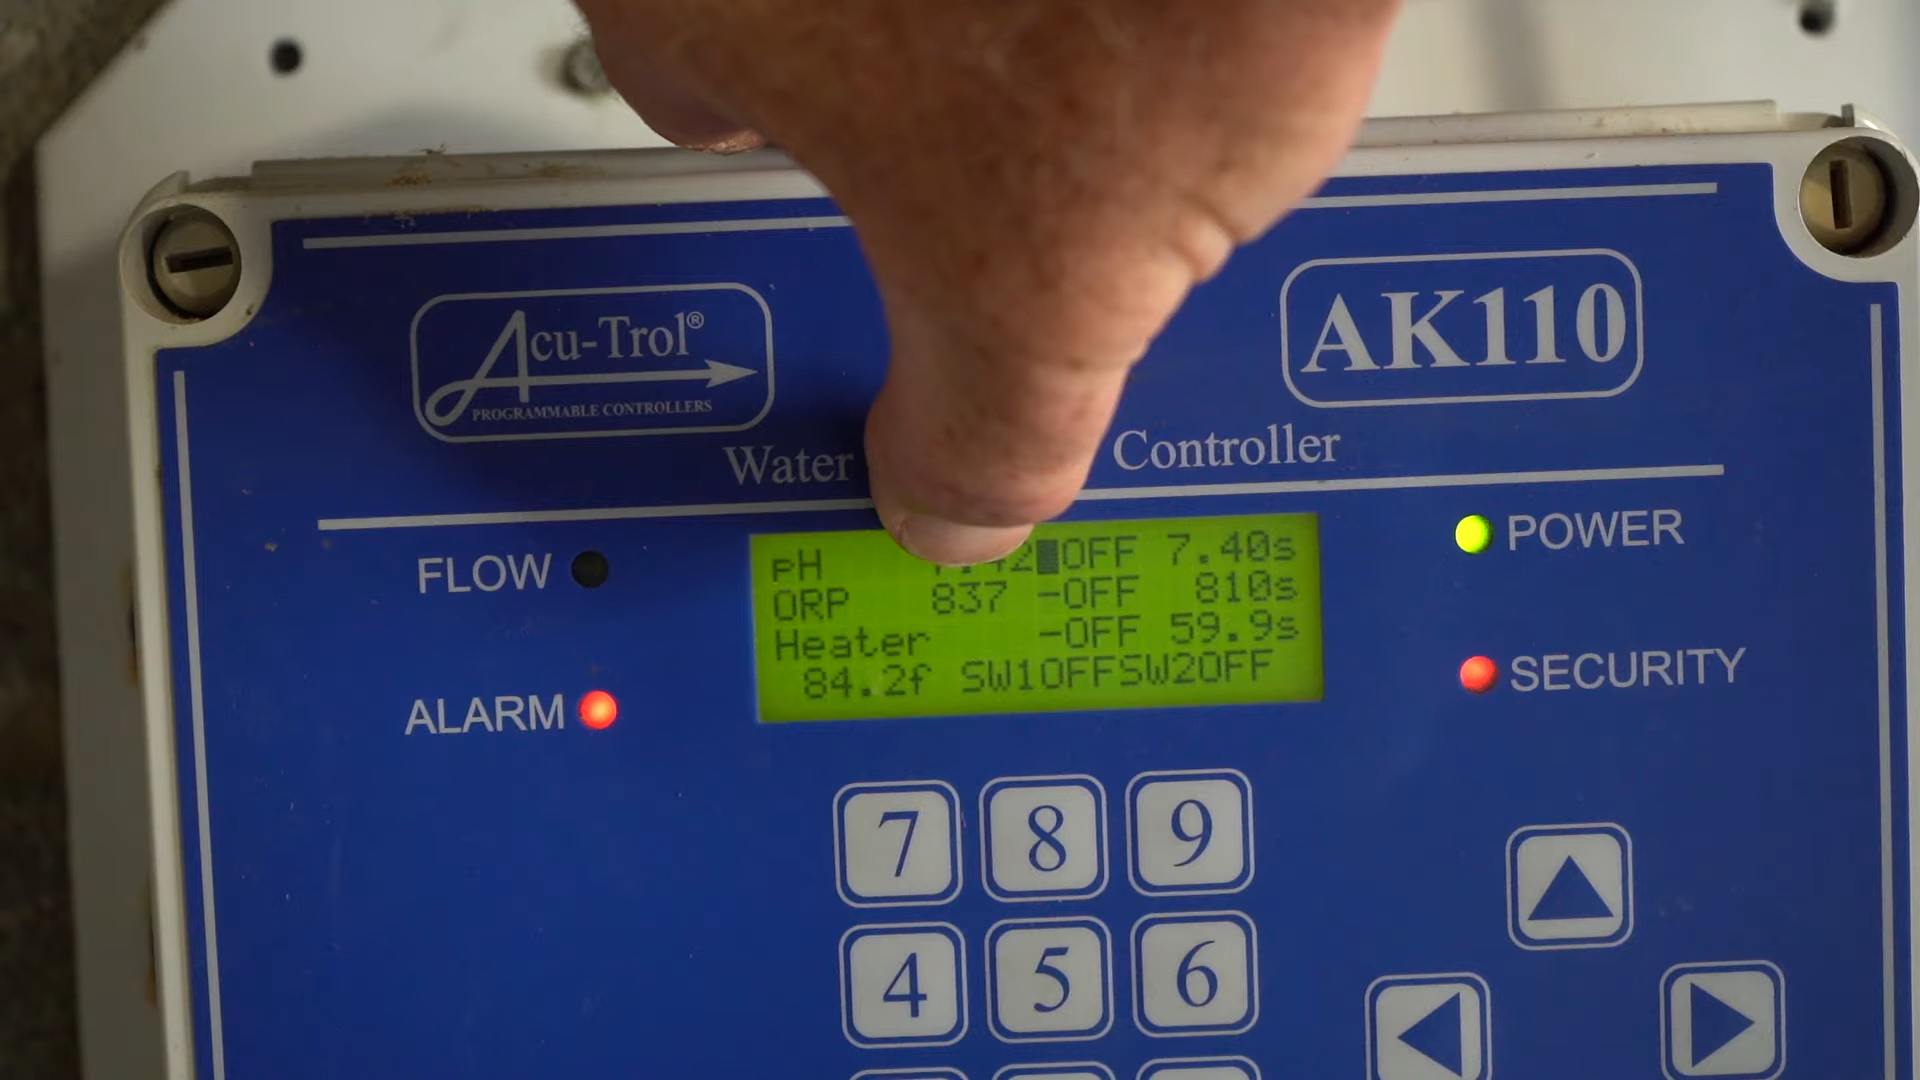 Acu-Trol®
PROGRAMMABLE CONTROLLERS
AK110
Water Controller
FLOW
POWER
ALARM
SECURITY
pH OFF 7.40s
ORP 837 -OFF 810s
Heater -OFF 59.9s
84.2f SW1OFFSW2OFF
7 8 9
4 5 6